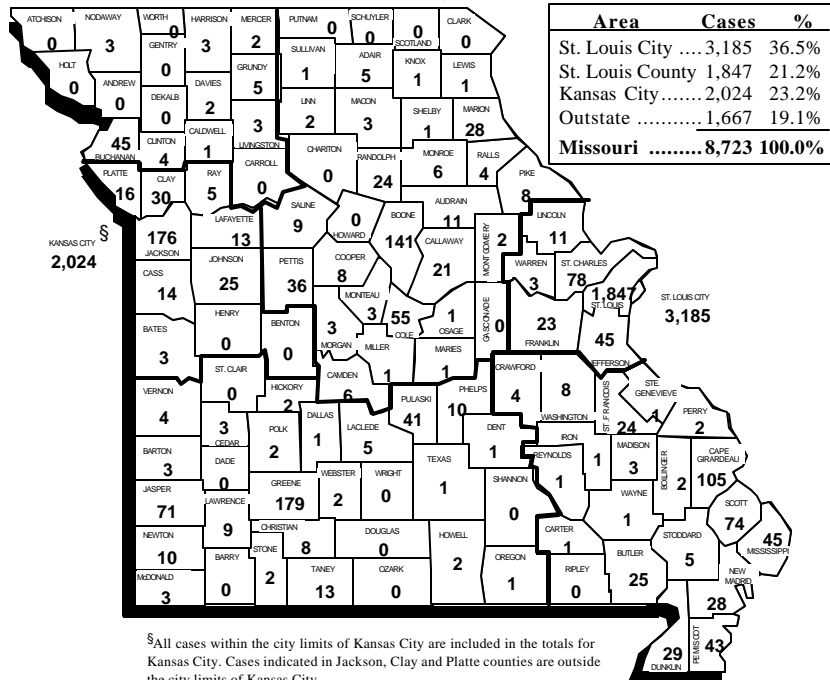 Area Cases %
St. Louis City .... 3,185 36.5%
St. Louis County 1,847 21.2%
Kansas City....... 2,024 23.2%
Outstate ........... 1,667 19.1%
Missouri ......... 8,723 100.0%
ATCHISON
0
NODAWAY
3
WORTH
0
HARRISON
3
MERCER
2
PUTNAM
0
SCHUYLER
0
SCOTLAND
0
CLARK
0
HOLT
0
ANDREW
0
GENTRY
0
DEKALB
0
DAVIES
2
GRUNDY
5
SULLIVAN
1
ADAIR
5
KNOX
1
LEWIS
1
45
BUCHANAN
CLINTON
4
CALDWELL
1
3
LIVINGSTON
LINN
2
MACON
3
SHELBY
1
MARION
28
PLATTE
16
CLAY
30
RAY
5
CARROLL
0
CHARITON
0
RANDOLPH
24
MONROE
6
RALLS
4
PIKE
8
KANSAS CITY §
2,024
176
JACKSON
LAFAYETTE
13
SALINE
9
0
HOWARD
BOONE
141
AUDRAIN
11
CALLAWAY
21
MONTGOMERY
2
LINCOLN
11
WARREN
3
ST. CHARLES
78
1,847
ST. LOUIS
ST. LOUIS CITY
3,185
CASS
14
JOHNSON
25
PETTIS
36
COOPER
8
MONITEAU
3
55
COLE
1
OSAGE
GASCONADE
0
23
FRANKLIN
45
JEFFERSON
BATES
3
HENRY
0
BENTON
0
3
MORGAN
MILLER
1
MARIES
1
CAMDEN
6
VERNON
4
ST. CLAIR
0
HICKORY
2
3
CEDAR
POLK
2
DALLAS
1
LACLEDE
5
PULASKI
41
PHELPS
10
DENT
1
CRAWFORD
4
8
WASHINGTON
ST. FRANCOIS
24
STE.
GENEVIEVE
1
PERRY
2
BARTON
3
DADE
0
GREENE
179
WEBSTER
2
WRIGHT
0
TEXAS
1
SHANNON
0
REYNOLDS
1
IRON
1
MADISON
3
BOLLINGER
2
CAPE
GIRARDEAU
105
JASPER
71
LAWRENCE
9
CHRISTIAN
8
DOUGLAS
0
HOWELL
2
CARTER
1
WAYNE
1
SCOTT
74
STODDARD
5
45
MISSISSIPPI
NEWTON
10
McDONALD
3
BARRY
0
STONE
2
TANEY
13
OZARK
0
OREGON
1
RIPLEY
0
BUTLER
25
NEW
MADRID
28
29
DUNKLIN
PEMISCOT
43
§All cases within the city limits of Kansas City are included in the totals for
Kansas City. Cases indicated in Jackson, Clay and Platte counties are outside
the city limits of Kansas City.